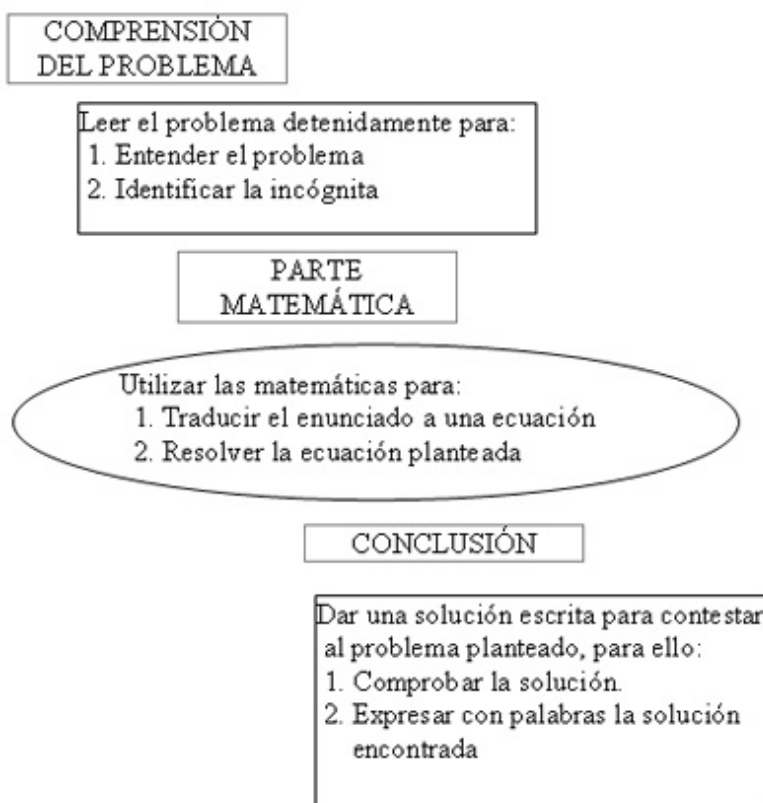 COMPRENSIÓN
DEL PROBLEMA
Leer el problema detenidamente para:
1. Entender el problema
2. Identificar la incógnita
PARTE
MATEMÁTICA
Utilizar las matemáticas para:
1. Traducir el enunciado a una ecuación
2. Resolver la ecuación planteada
CONCLUSIÓN
Dar una solución escrita para contestar
al problema planteado, para ello:
1. Comprobar la solución.
2. Expresar con palabras la solución
encontrada